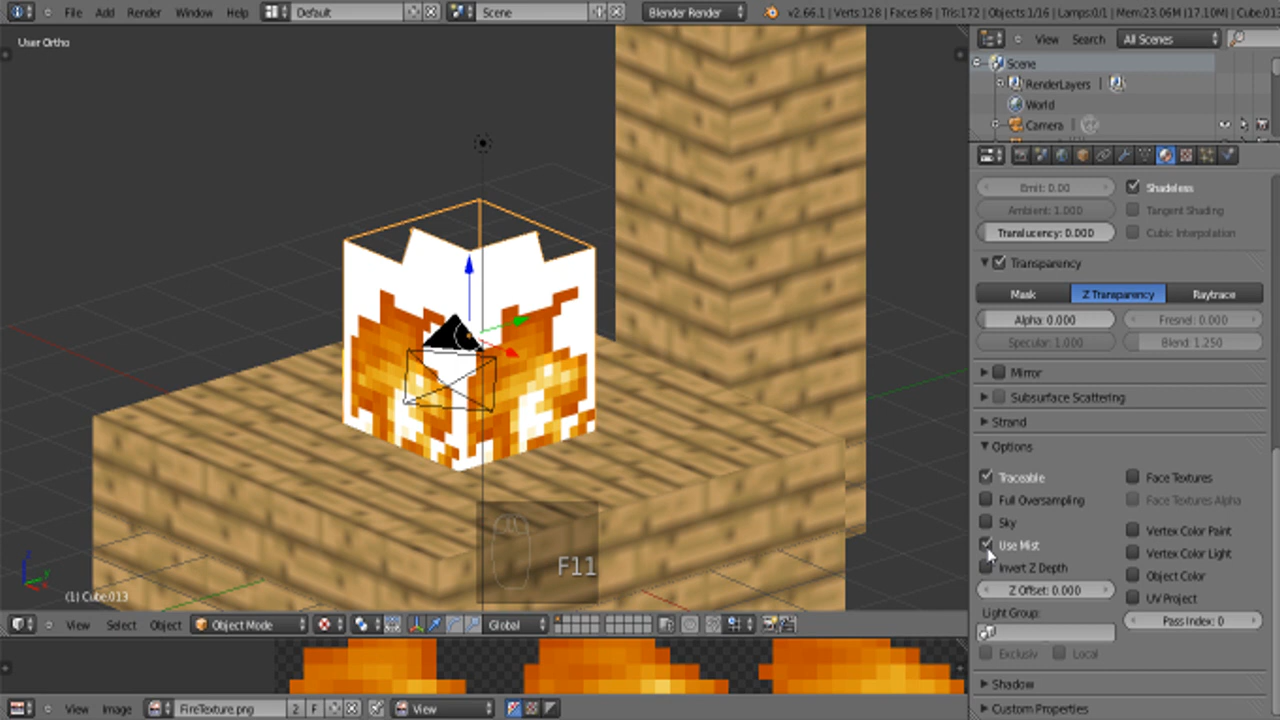 File Add Render Window Help Default Scene Blender Render v2.66.1 | Verts:128 | Faces:86 | Tris:172 | Objects:1/16 | Lamps:0/1 | Mem:23.06M (17.10M) | Cube.013
User Ortho
View Search All Scenes
Scene
RenderLayers
World
Camera
Emit: 0.00 Shadeless
Ambient: 1.000 Tangent Shading
Translucency: 0.000 Cubic Interpolation
Transparency
Mask Z Transparency Raytrace
Alpha: 0.000 Fresnel: 0.000
Specular: 1.000 Blend: 1.250
Mirror
Subsurface Scattering
Strand
Options
Traceable Face Textures
Full Oversampling Face Textures Alpha
Sky
Vertex Color Paint
Use Mist Vertex Color Light
Invert Z Depth Object Color
Z Offset: 0.000 UV Project
Light Group: Pass Index: 0
Exclusiv Local
Shadow
Custom Properties
F11
(1) Cube.013
View Select Object Object Mode Global
View Image FireTexture.png 2 F View